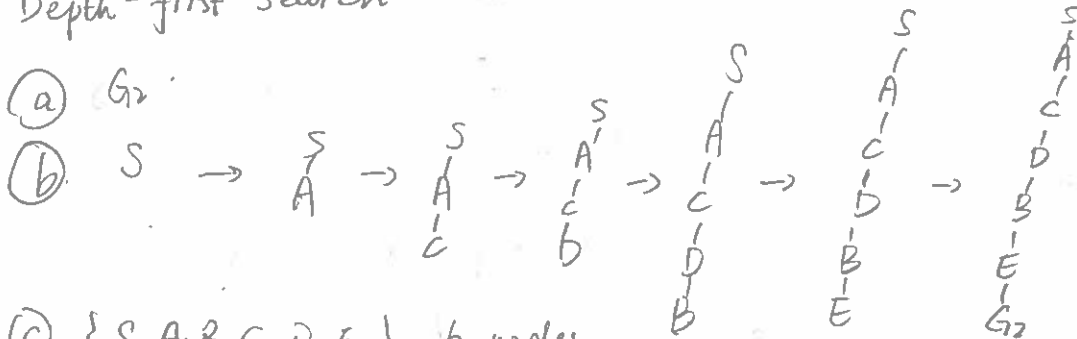 Depth-first search
(a) G2
(b) S → S A → S A C → S A C D → S A C D B → S A C D B E → S A C D B E G2
(c) { S, A, B, C, D, E } 6 nodes